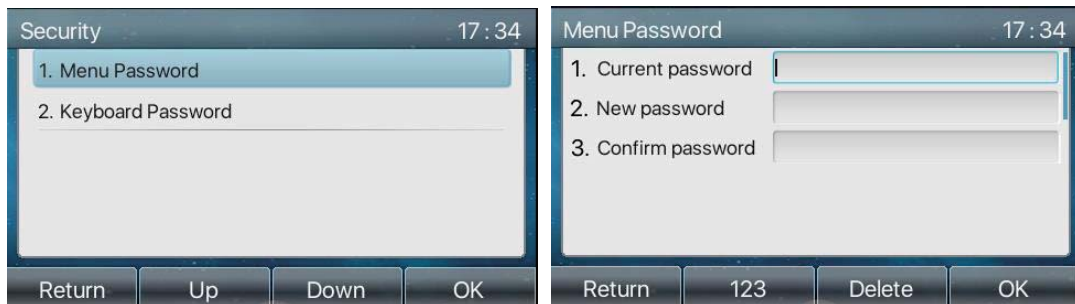 Security 17 : 34
1. Menu Password
2. Keyboard Password
Return Up Down OK
Menu Password 17 : 34
1. Current password
2. New password
3. Confirm password
Return 123 Delete OK